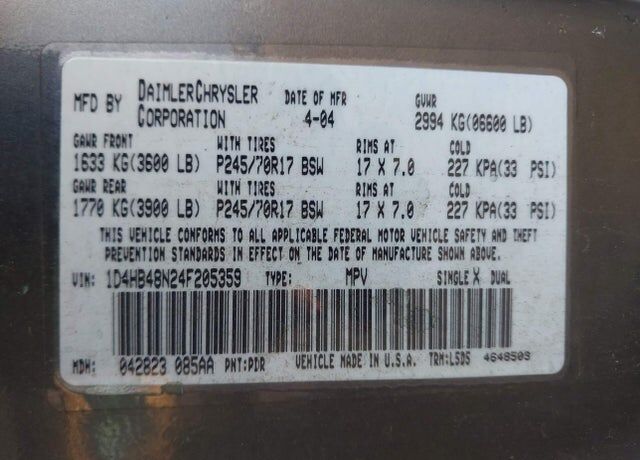 MFD BY DAIMLERCHRYSLER CORPORATION DATE OF MFR 4-04 GVWR 2994 KG(06600 LB)
GAWR FRONT WITH TIRES RIMS AT COLD
1633 KG(3600 LB) P245/70R17 BSW 17 X 7.0 227 KPA(33 PSI)
GAWR REAR WITH TIRES RIMS AT COLD
1770 KG(3900 LB) P245/70R17 BSW 17 X 7.0 227 KPA(33 PSI)
THIS VEHICLE CONFORMS TO ALL APPLICABLE FEDERAL MOTOR VEHICLE SAFETY AND THEFT
PREVENTION STANDARDS IN EFFECT ON THE DATE OF MANUFACTURE SHOWN ABOVE.
VIN: 1D4HB48N24F205359 TYPE: MPV SINGLE X DUAL
MDH: 042823 085AA PNT:PDR VEHICLE MADE IN U.S.A. TRM:LSD5 4648503